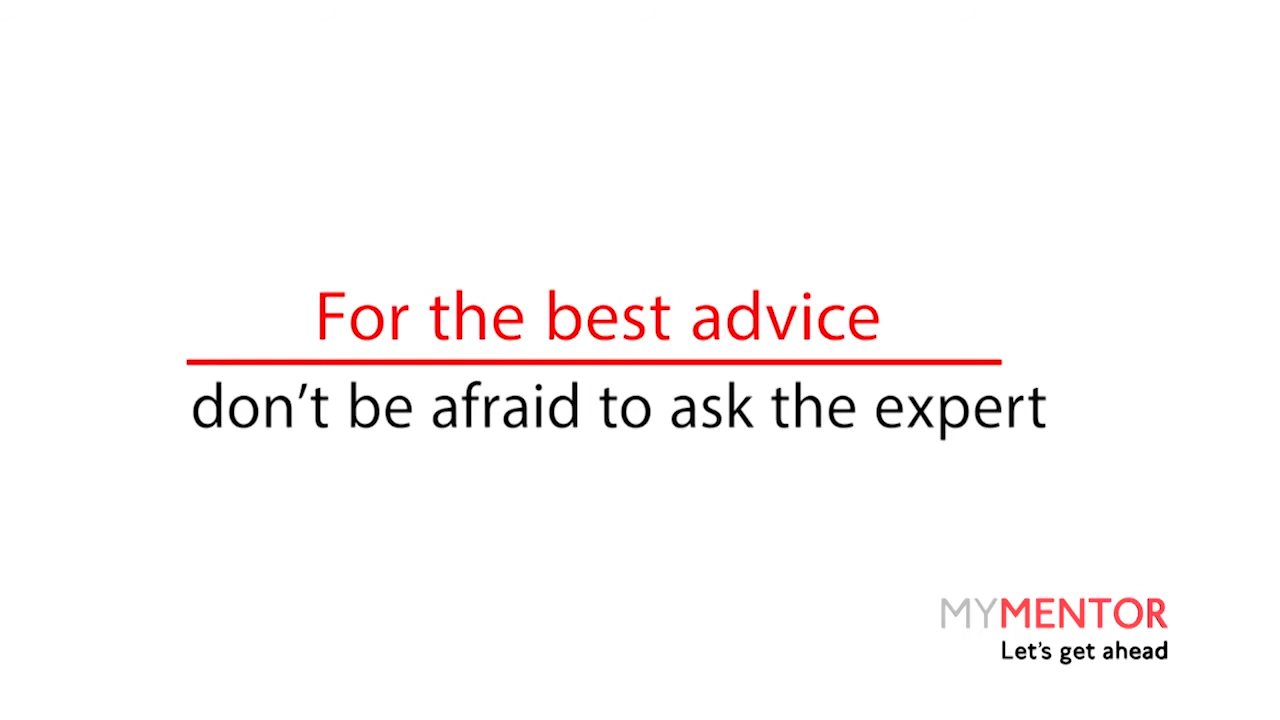 For the best advice
don’t be afraid to ask the expert
MYMENTOR
Let's get ahead